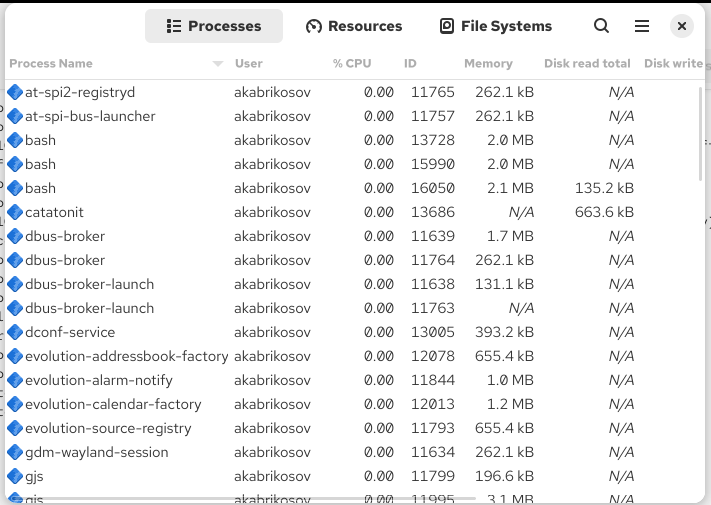 Processes Resources File Systems
Process Name User % CPU ID Memory Disk read total Disk write
at-spi2-registryd akabrikosov 0.00 11765 262.1 kB N/A
at-spi-bus-launcher akabrikosov 0.00 11757 262.1 kB N/A
bash akabrikosov 0.00 13728 2.0 MB N/A
bash akabrikosov 0.00 15990 2.0 MB N/A
bash akabrikosov 0.00 16050 2.1 MB 135.2 kB
catatonit akabrikosov 0.00 13686 N/A 663.6 kB
dbus-broker akabrikosov 0.00 11639 1.7 MB N/A
dbus-broker akabrikosov 0.00 11764 262.1 kB N/A
dbus-broker-launch akabrikosov 0.00 11638 131.1 kB N/A
dbus-broker-launch akabrikosov 0.00 11763 N/A N/A
dconf-service akabrikosov 0.00 13005 393.2 kB N/A
evolution-addressbook-factory akabrikosov 0.00 12078 655.4 kB N/A
evolution-alarm-notify akabrikosov 0.00 11844 1.0 MB N/A
evolution-calendar-factory akabrikosov 0.00 12013 1.2 MB N/A
evolution-source-registry akabrikosov 0.00 11793 655.4 kB N/A
gdm-wayland-session akabrikosov 0.00 11634 262.1 kB N/A
gjs akabrikosov 0.00 11799 196.6 kB N/A
gjs akabrikosov 0.00 11995 3.1 MB N/A